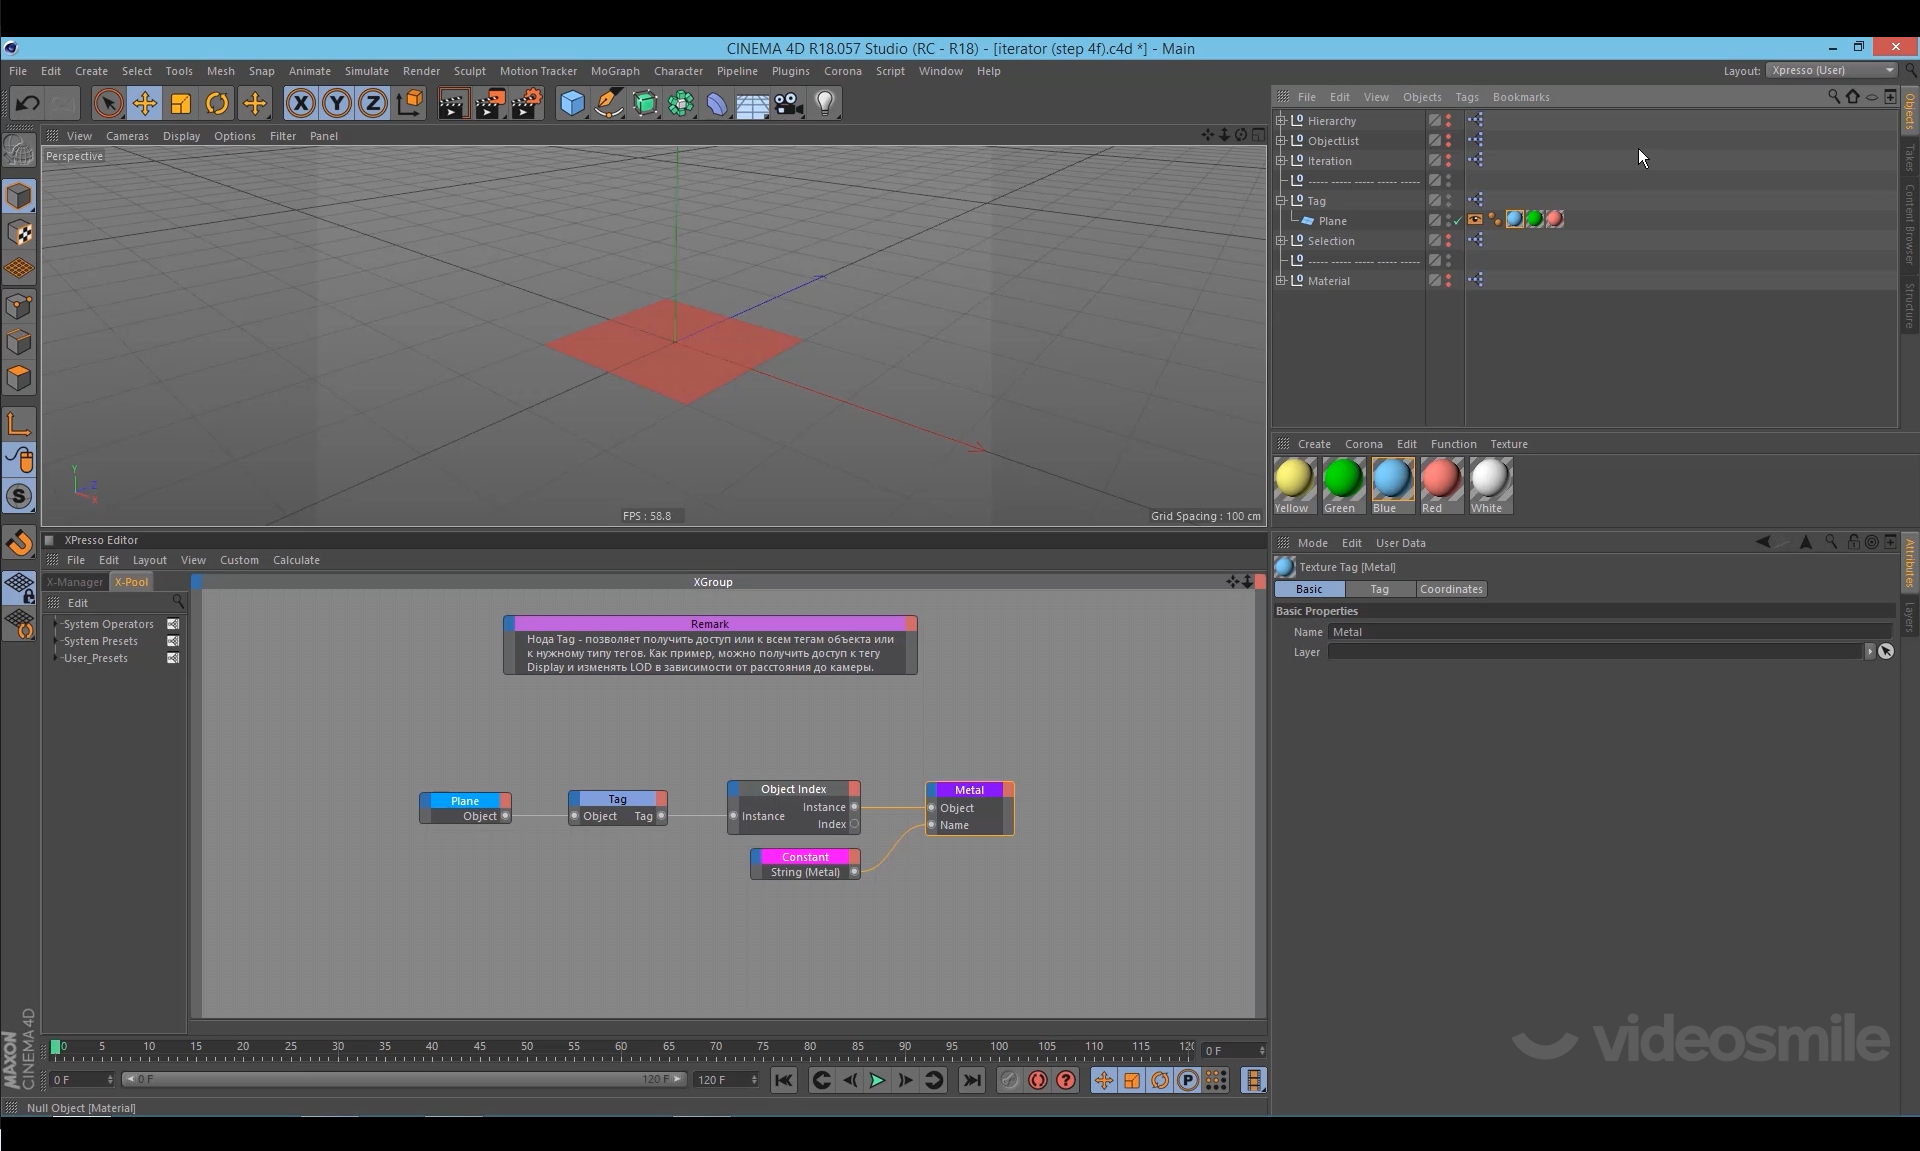 CINEMA 4D R18.057 Studio (RC - R18) - [iterator (step 4f).c4d *] - Main
File Edit Create Select Tools Mesh Snap Animate Simulate Render Sculpt Motion Tracker MoGraph Character Pipeline Plugins Corona Script Window Help
Layout: Xpresso (User)
X Y Z
View Cameras Display Options Filter Panel
Perspective
Y
Z
X
FPS : 58.8
Grid Spacing : 100 cm
File Edit View Objects Tags Bookmarks
Hierarchy
ObjectList
Iteration
----- ----- ----- ----- -----
Tag
Plane
Selection
----- ----- ----- ----- -----
Material
Objects
Takes
Content Browser
Structure
Create Corona Edit Function Texture
Yellow Green Blue Red White
Mode Edit User Data
Texture Tag [Metal]
Basic Tag Coordinates
Basic Properties
Name Metal
Layer
Attributes
Layers
XPresso Editor
File Edit Layout View Custom Calculate
X-Manager X-Pool
Edit
System Operators
System Presets
User_Presets
XGroup
Remark
Нода Tag - позволяет получить доступ или к всем тегам объекта или
к нужному типу тегов. Как пример, можно получить доступ к тегу
Display и изменять LOD в зависимости от расстояния до камеры.
Plane
Object
Tag
Object Tag
Object Index
Instance
Instance
Index
Constant
String (Metal)
Metal
Object
Name
0 5 10 15 20 25 30 35 40 45 50 55 60 65 70 75 80 85 90 95 100 105 110 115 120
0 F
0 F
0 F
120 F
120 F
Null Object [Material]
MAXON
CINEMA 4D
videosmile